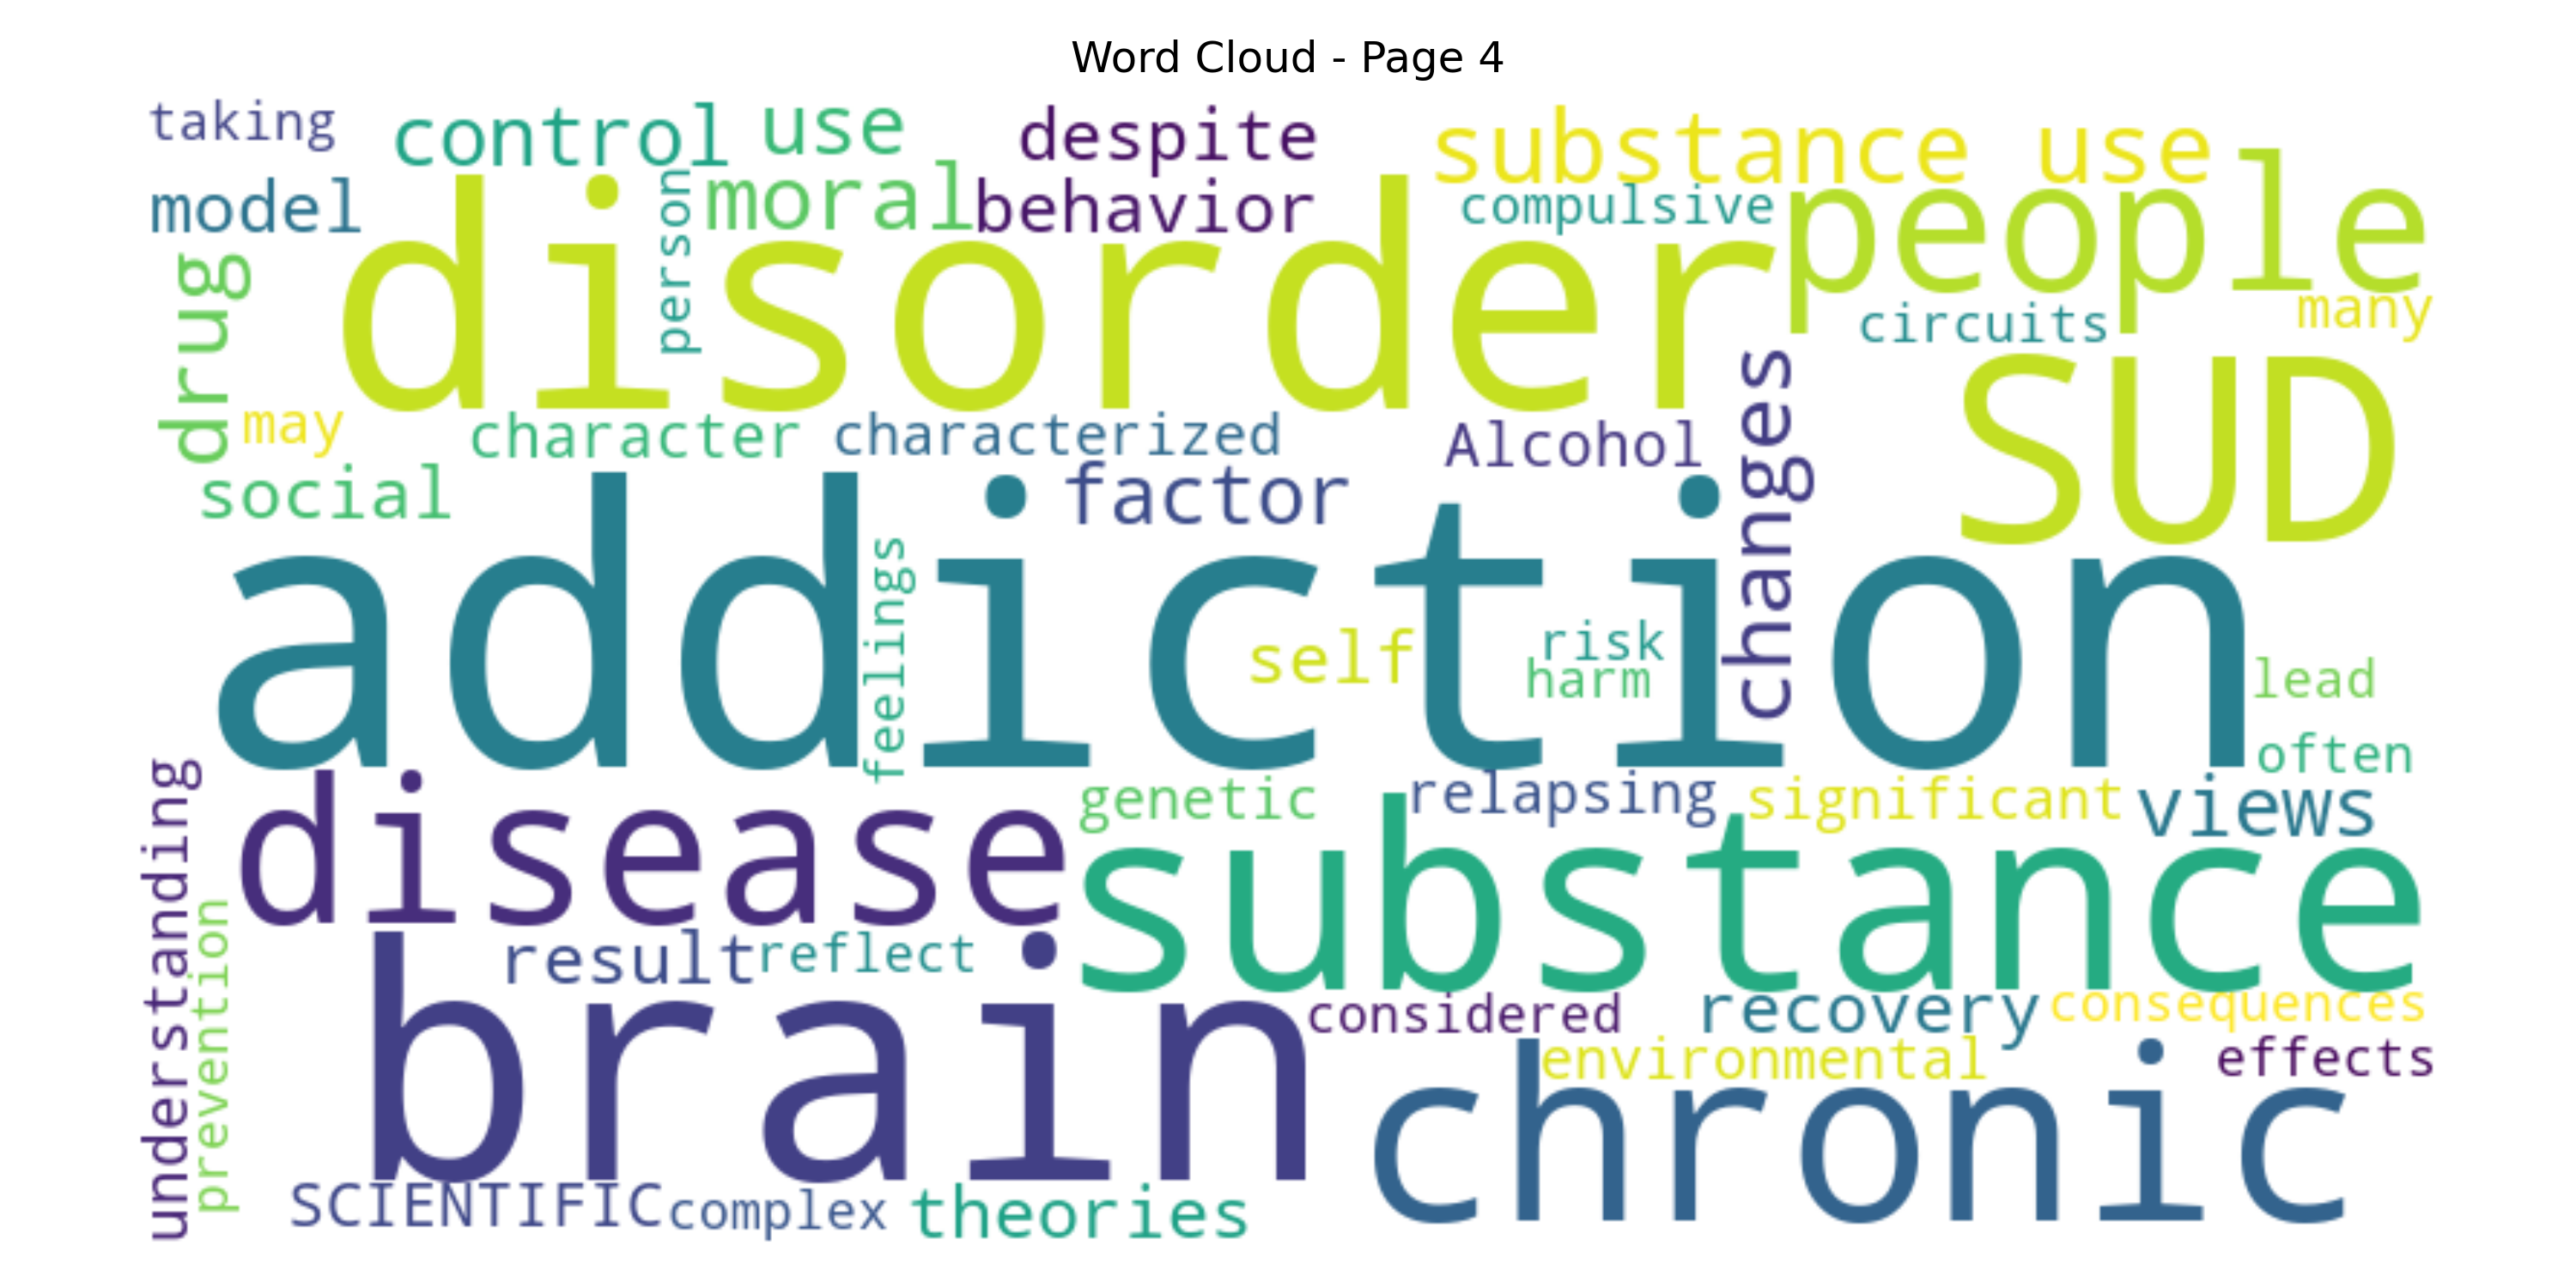 Word Cloud - Page 4
taking
control
use
despite
substance use
model
person
moral
behavior
compulsive
people
drug
disorder
circuits
many
may
character
characterized
Alcohol
changes
SUD
social
factor
addiction
feelings
self
risk
harm
lead
often
understanding
disease
genetic
relapsing
significant
views
prevention
result
reflect
substance
brain
considered
recovery
consequences
environmental
effects
chronic
SCIENTIFIC
complex
theories